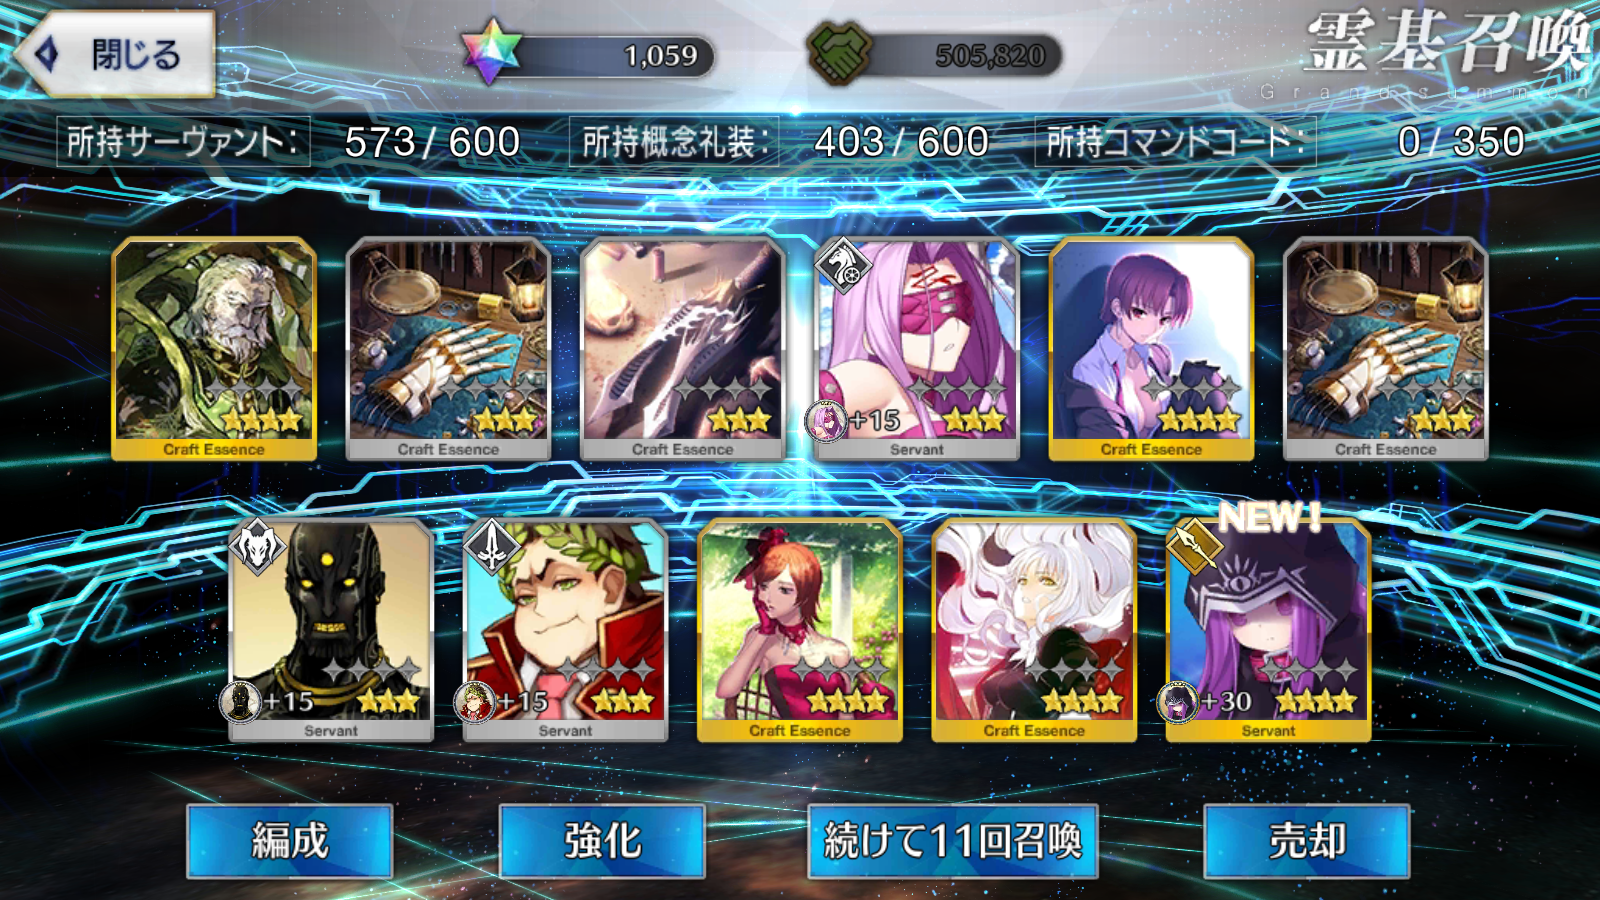 閉じる
1,059
505,820
霊基召喚
Grand summon
所持サーヴァント:
573/ 600
所持概念礼装:
403/ 600
所持コマンドコード:
0/ 350
Craft Essence
Craft Essence
Craft Essence
+15
Servant
Craft Essence
Craft Essence
NEW!
+15
Servant
+15
Servant
Craft Essence
Craft Essence
+30
Servant
編成
強化
続けて11回召喚
売却